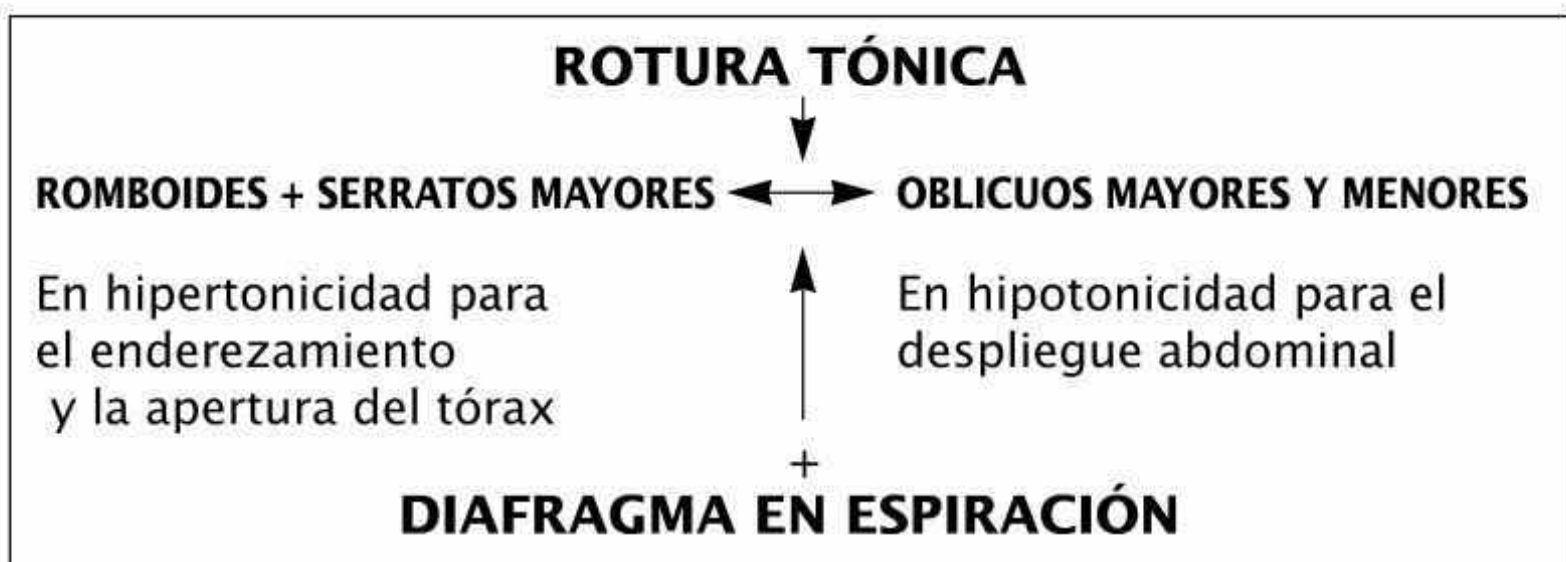 ROTURA TÓNICA
ROMBOIDES + SERRATOS MAYORES
OBLICUOS MAYORES Y MENORES
En hipertonicidad para
el enderezamiento
y la apertura del tórax
En hipotonicidad para el
despliegue abdominal
+
DIAFRAGMA EN ESPIRACIÓN